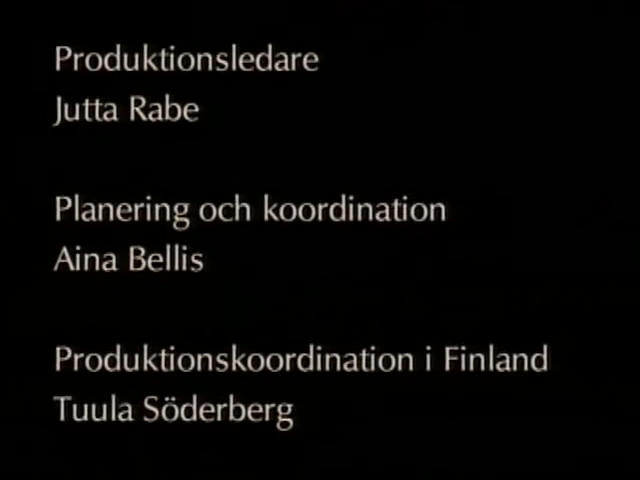 Produktionsledare
Jutta Rabe
Planering och koordination
Aina Bellis
Produktionskoordination i Finland
Tuula Söderberg